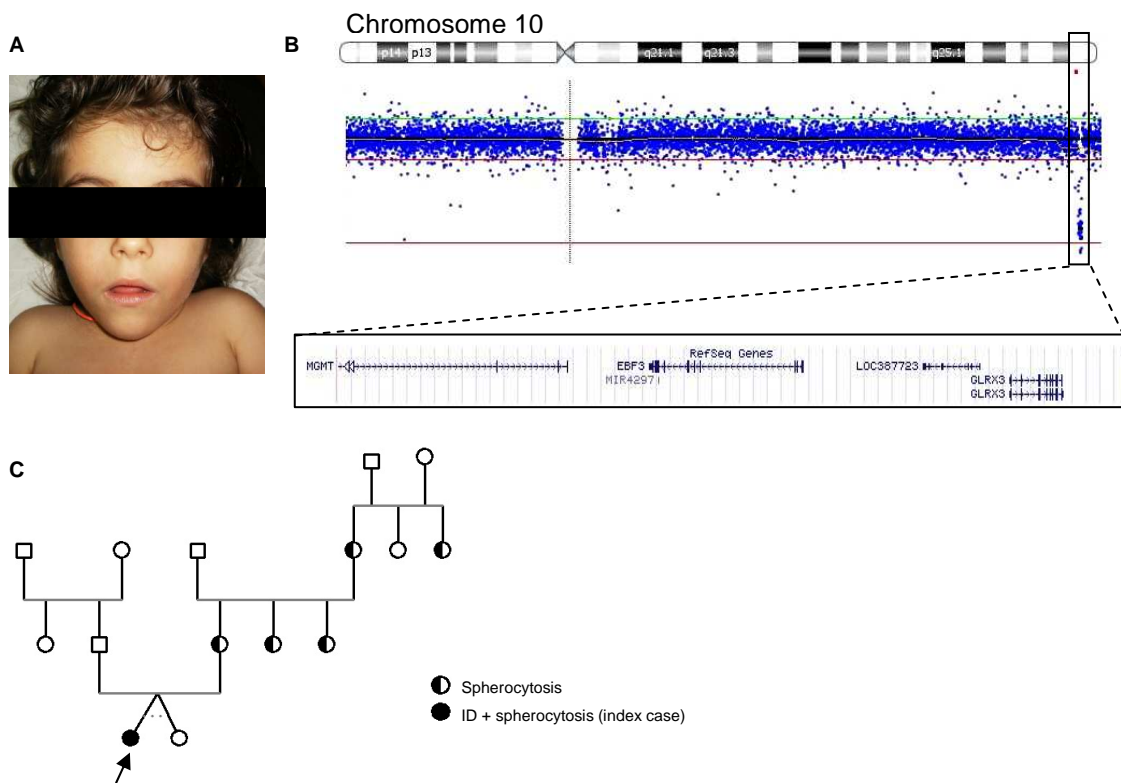 Chromosome 10
A
B
p14 p13 q21.1 q21.3 q25.1
RefSeq Genes
MGMT EBF3 LOC387723
MIR4297 GLRX3
GLRX3
C
Spherocytosis
ID + spherocytosis (index case)